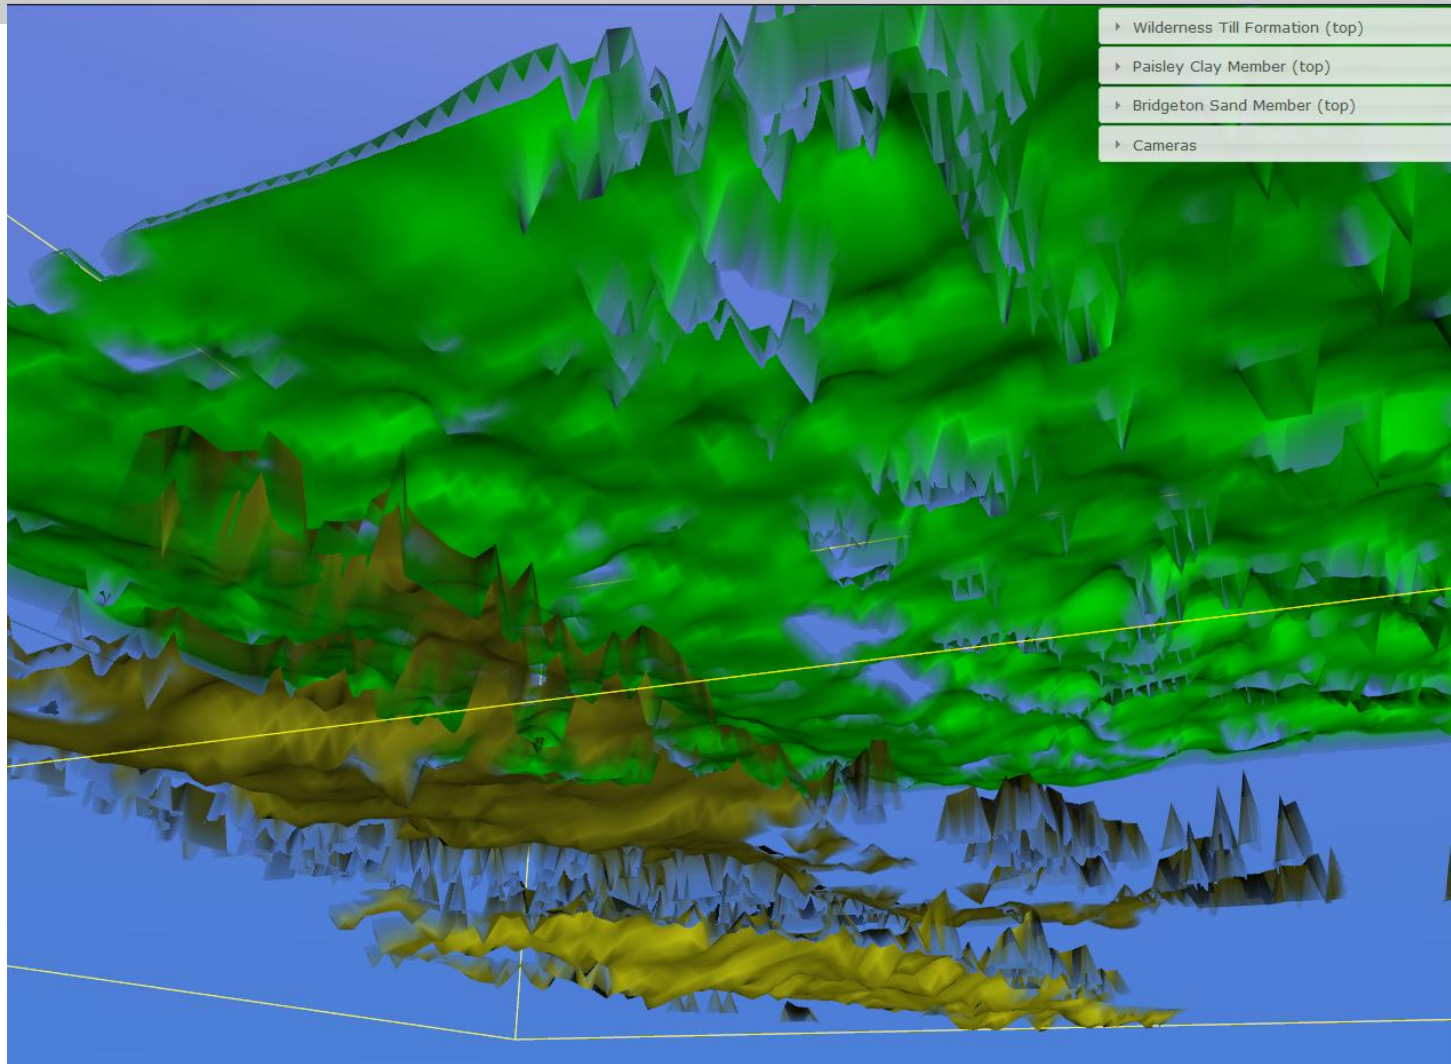 Wilderness Till Formation (top)
Paisley Clay Member (top)
Bridgeton Sand Member (top)
Cameras